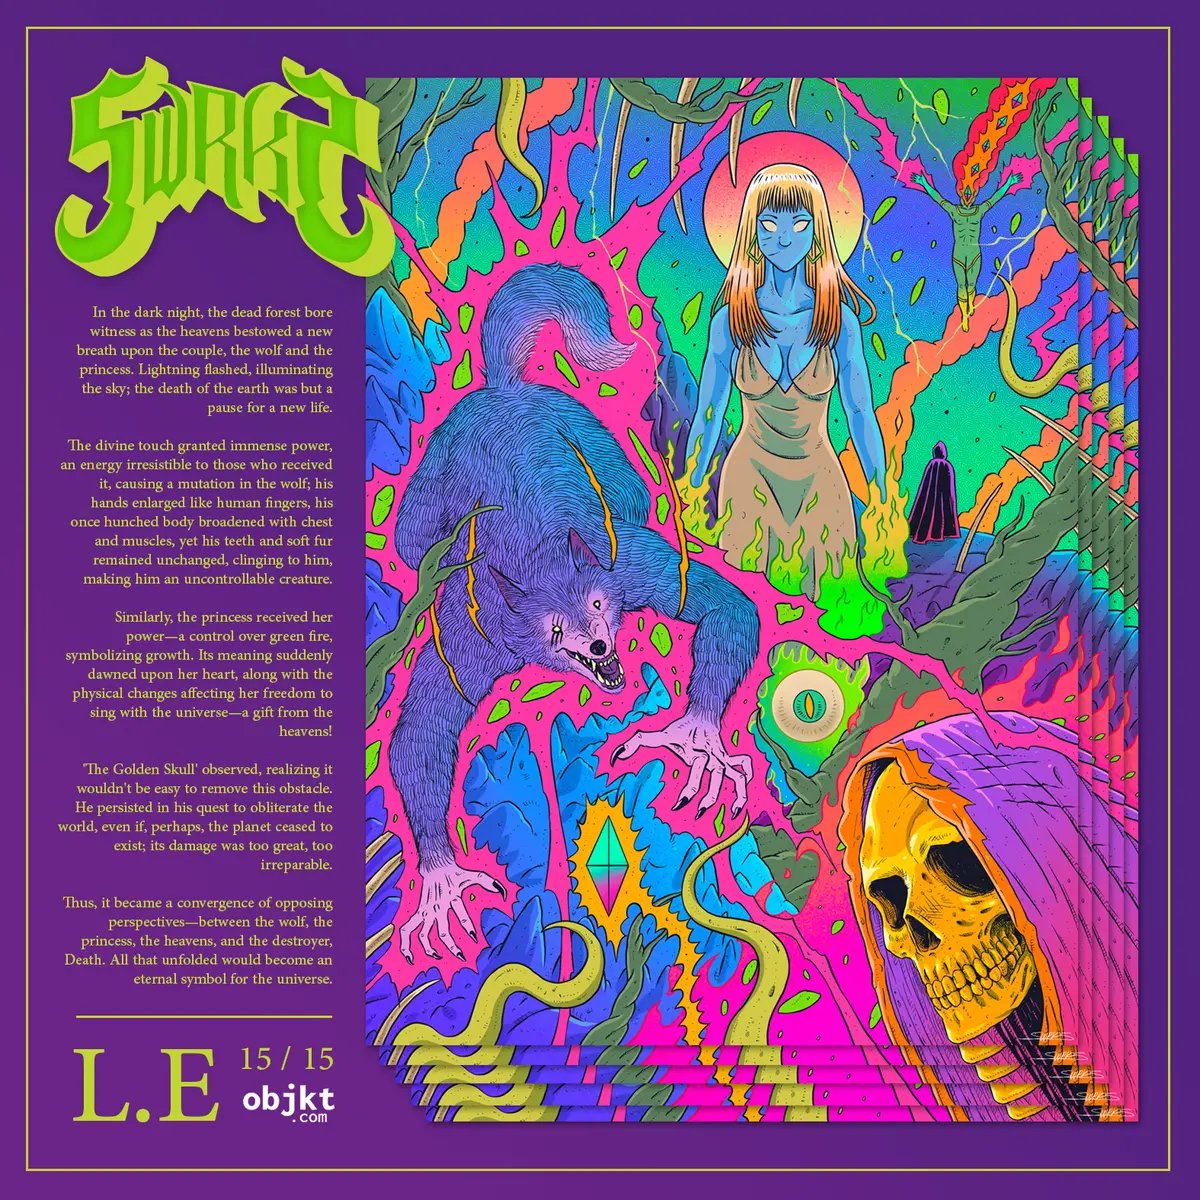 SWRKS
In the dark night, the dead forest bore
witness as the heavens bestowed a new
breath upon the couple, the wolf and the
princess. Lightning flashed, illuminating
the sky; the death of the earth was but a
pause for a new life.
The divine touch granted immense power,
an energy irresistible to those who received
it, causing a mutation in the wolf; his
hands enlarged like human fingers, his
once hunched body broadened with chest
and muscles, yet his teeth and soft fur
remained unchanged, clinging to him,
making him an uncontrollable creature.
Similarly, the princess received her
power—a control over green fire,
symbolizing growth. Its meaning suddenly
dawned upon her heart, along with the
physical changes affecting her freedom to
sing with the universe—a gift from the
heavens!
'The Golden Skull' observed, realizing it
wouldn't be easy to remove this obstacle.
He persisted in his quest to obliterate the
world, even if, perhaps, the planet ceased to
exist; its damage was too great, too
irreparable.
Thus, it became a convergence of opposing
perspectives—between the wolf, the
princess, the heavens, and the destroyer,
Death. All that unfolded would become an
eternal symbol for the universe.
L.E 15 / 15
objkt
.com
SWRKS
SWRKS
SWRKS
SWRKS
SWRKS